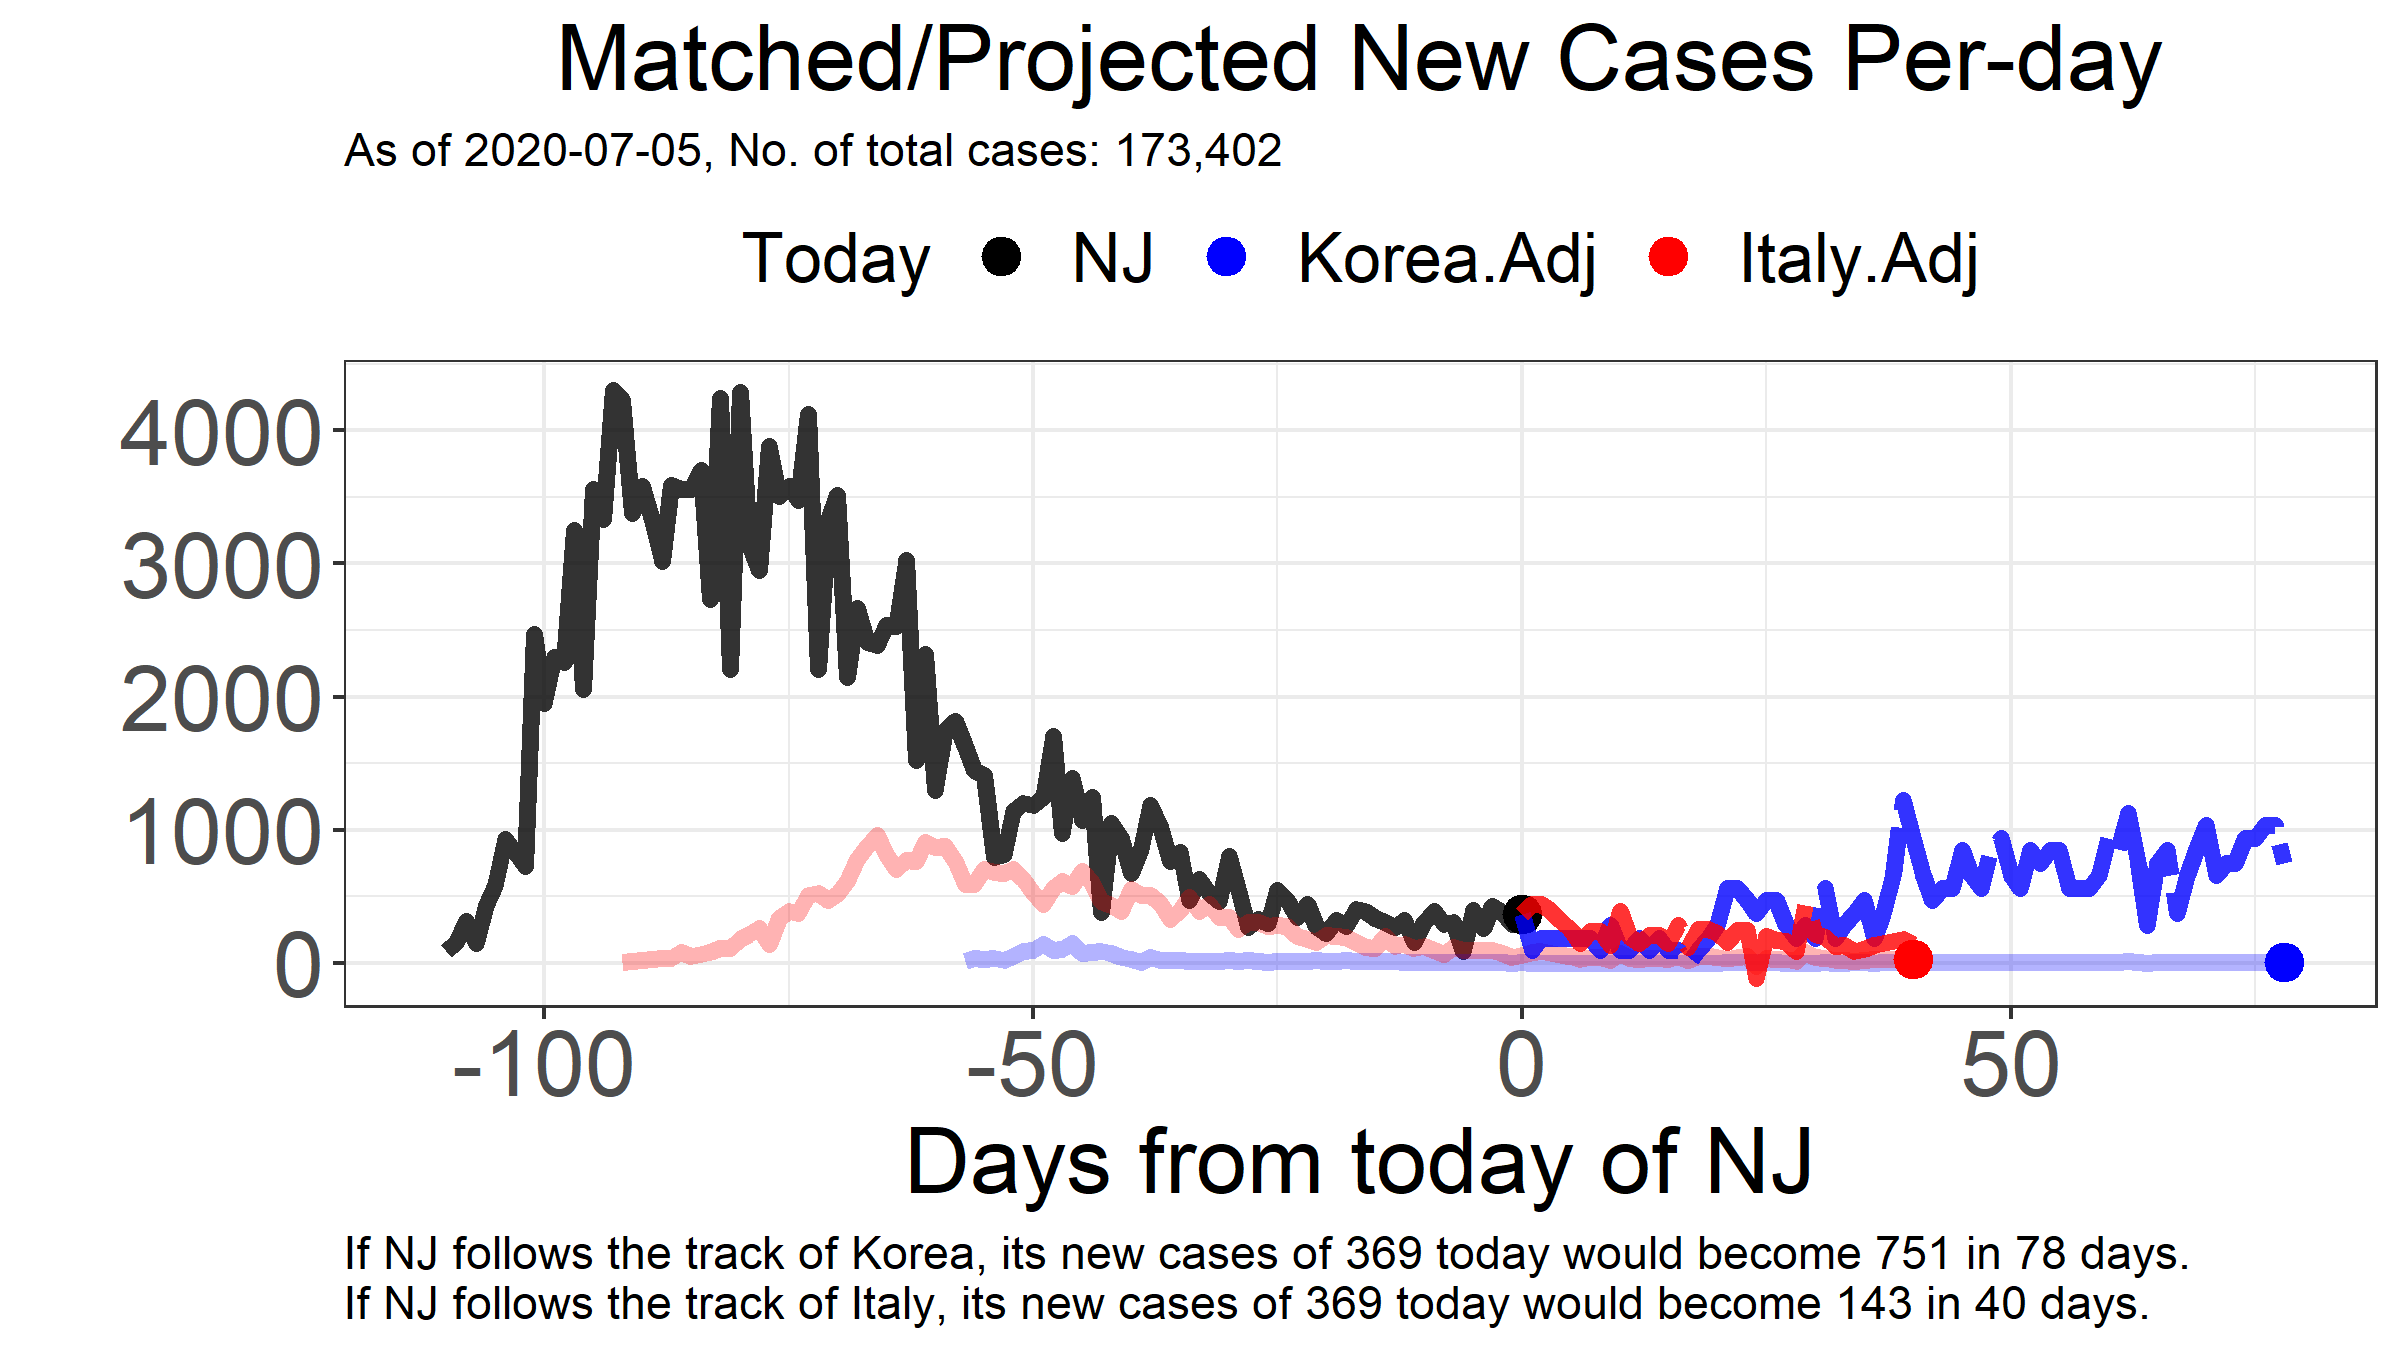 Matched/Projected New Cases Per-day
As of 2020-07-05, No. of total cases: 173,402
Today NJ Korea.Adj Italy.Adj
4000
3000
2000
1000
0
-100 -50 0 50
Days from today of NJ
If NJ follows the track of Korea, its new cases of 369 today would become 751 in 78 days.
If NJ follows the track of Italy, its new cases of 369 today would become 143 in 40 days.